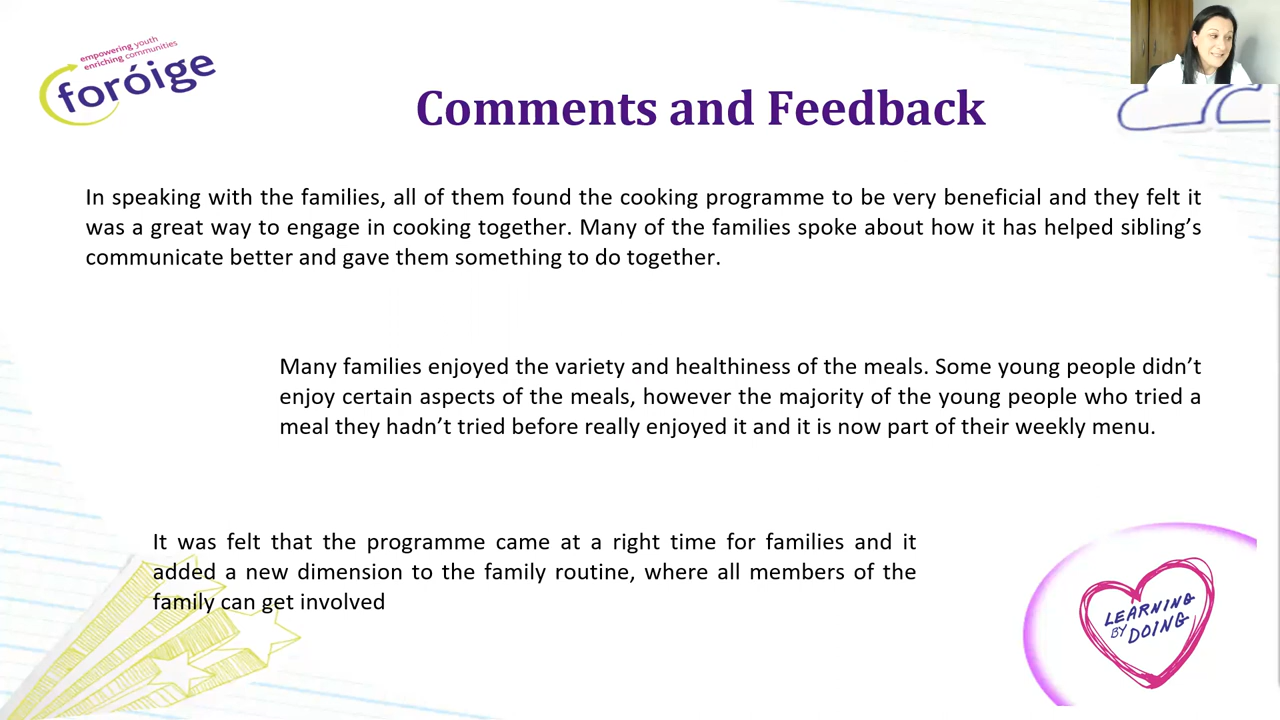 empowering youth
enriching communities
foróige
Comments and Feedback
In speaking with the families, all of them found the cooking programme to be very beneficial and they felt it
was a great way to engage in cooking together. Many of the families spoke about how it has helped sibling’s
communicate better and gave them something to do together.
Many families enjoyed the variety and healthiness of the meals. Some young people didn’t
enjoy certain aspects of the meals, however the majority of the young people who tried a
meal they hadn’t tried before really enjoyed it and it is now part of their weekly menu.
It was felt that the programme came at a right time for families and it
added a new dimension to the family routine, where all members of the
family can get involved
LEARNING
BY DOING